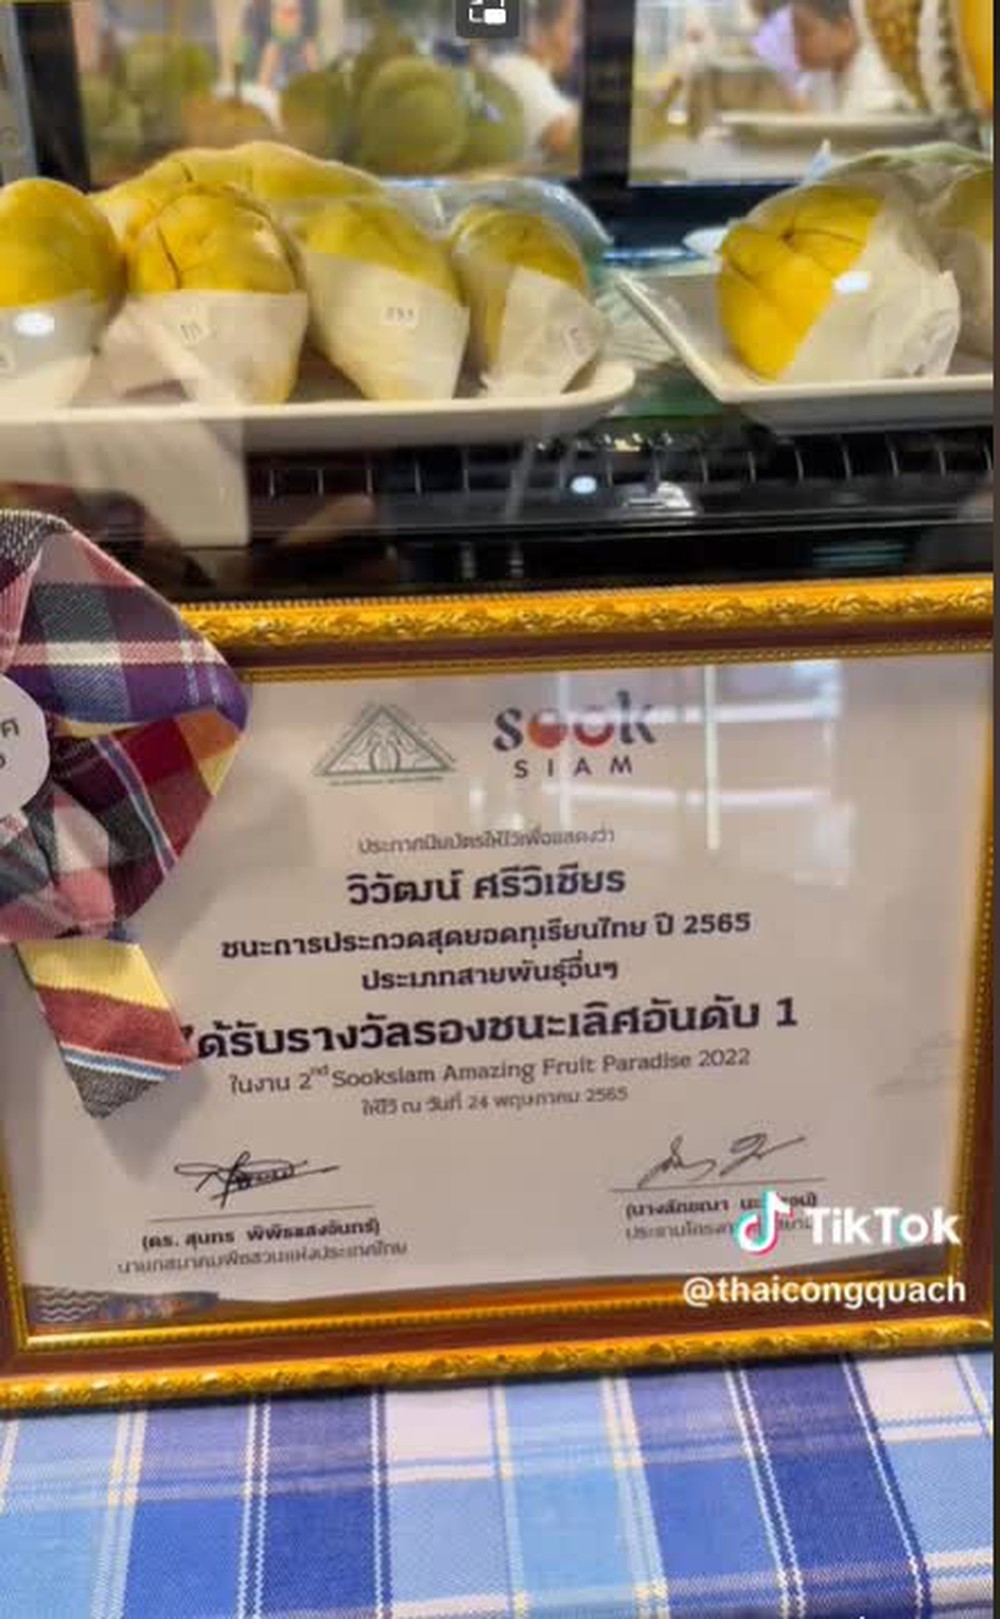 sook
SIAM
ประกาศนียบัตรให้ไว้เพื่อแสดงว่า
วิวัฒน์ ศรีวิเชียร
ชนะการประกวดสุดยอดทุเรียนไทย ปี 2565
ประเภทสายพันธุ์อื่นๆ
ได้รับรางวัลรองชนะเลิศอันดับ 1
ในงาน 2nd Sooksiam Amazing Fruit Paradise 2022
ให้ไว้ ณ วันที่ 24 พฤษภาคม 2565
(ดร. สุนทร พิพิธแสงจันทร์)
นายกสมาคมพืชสวนแห่งประเทศไทย
(นางลักขณา
TikTok
@thaicongquach